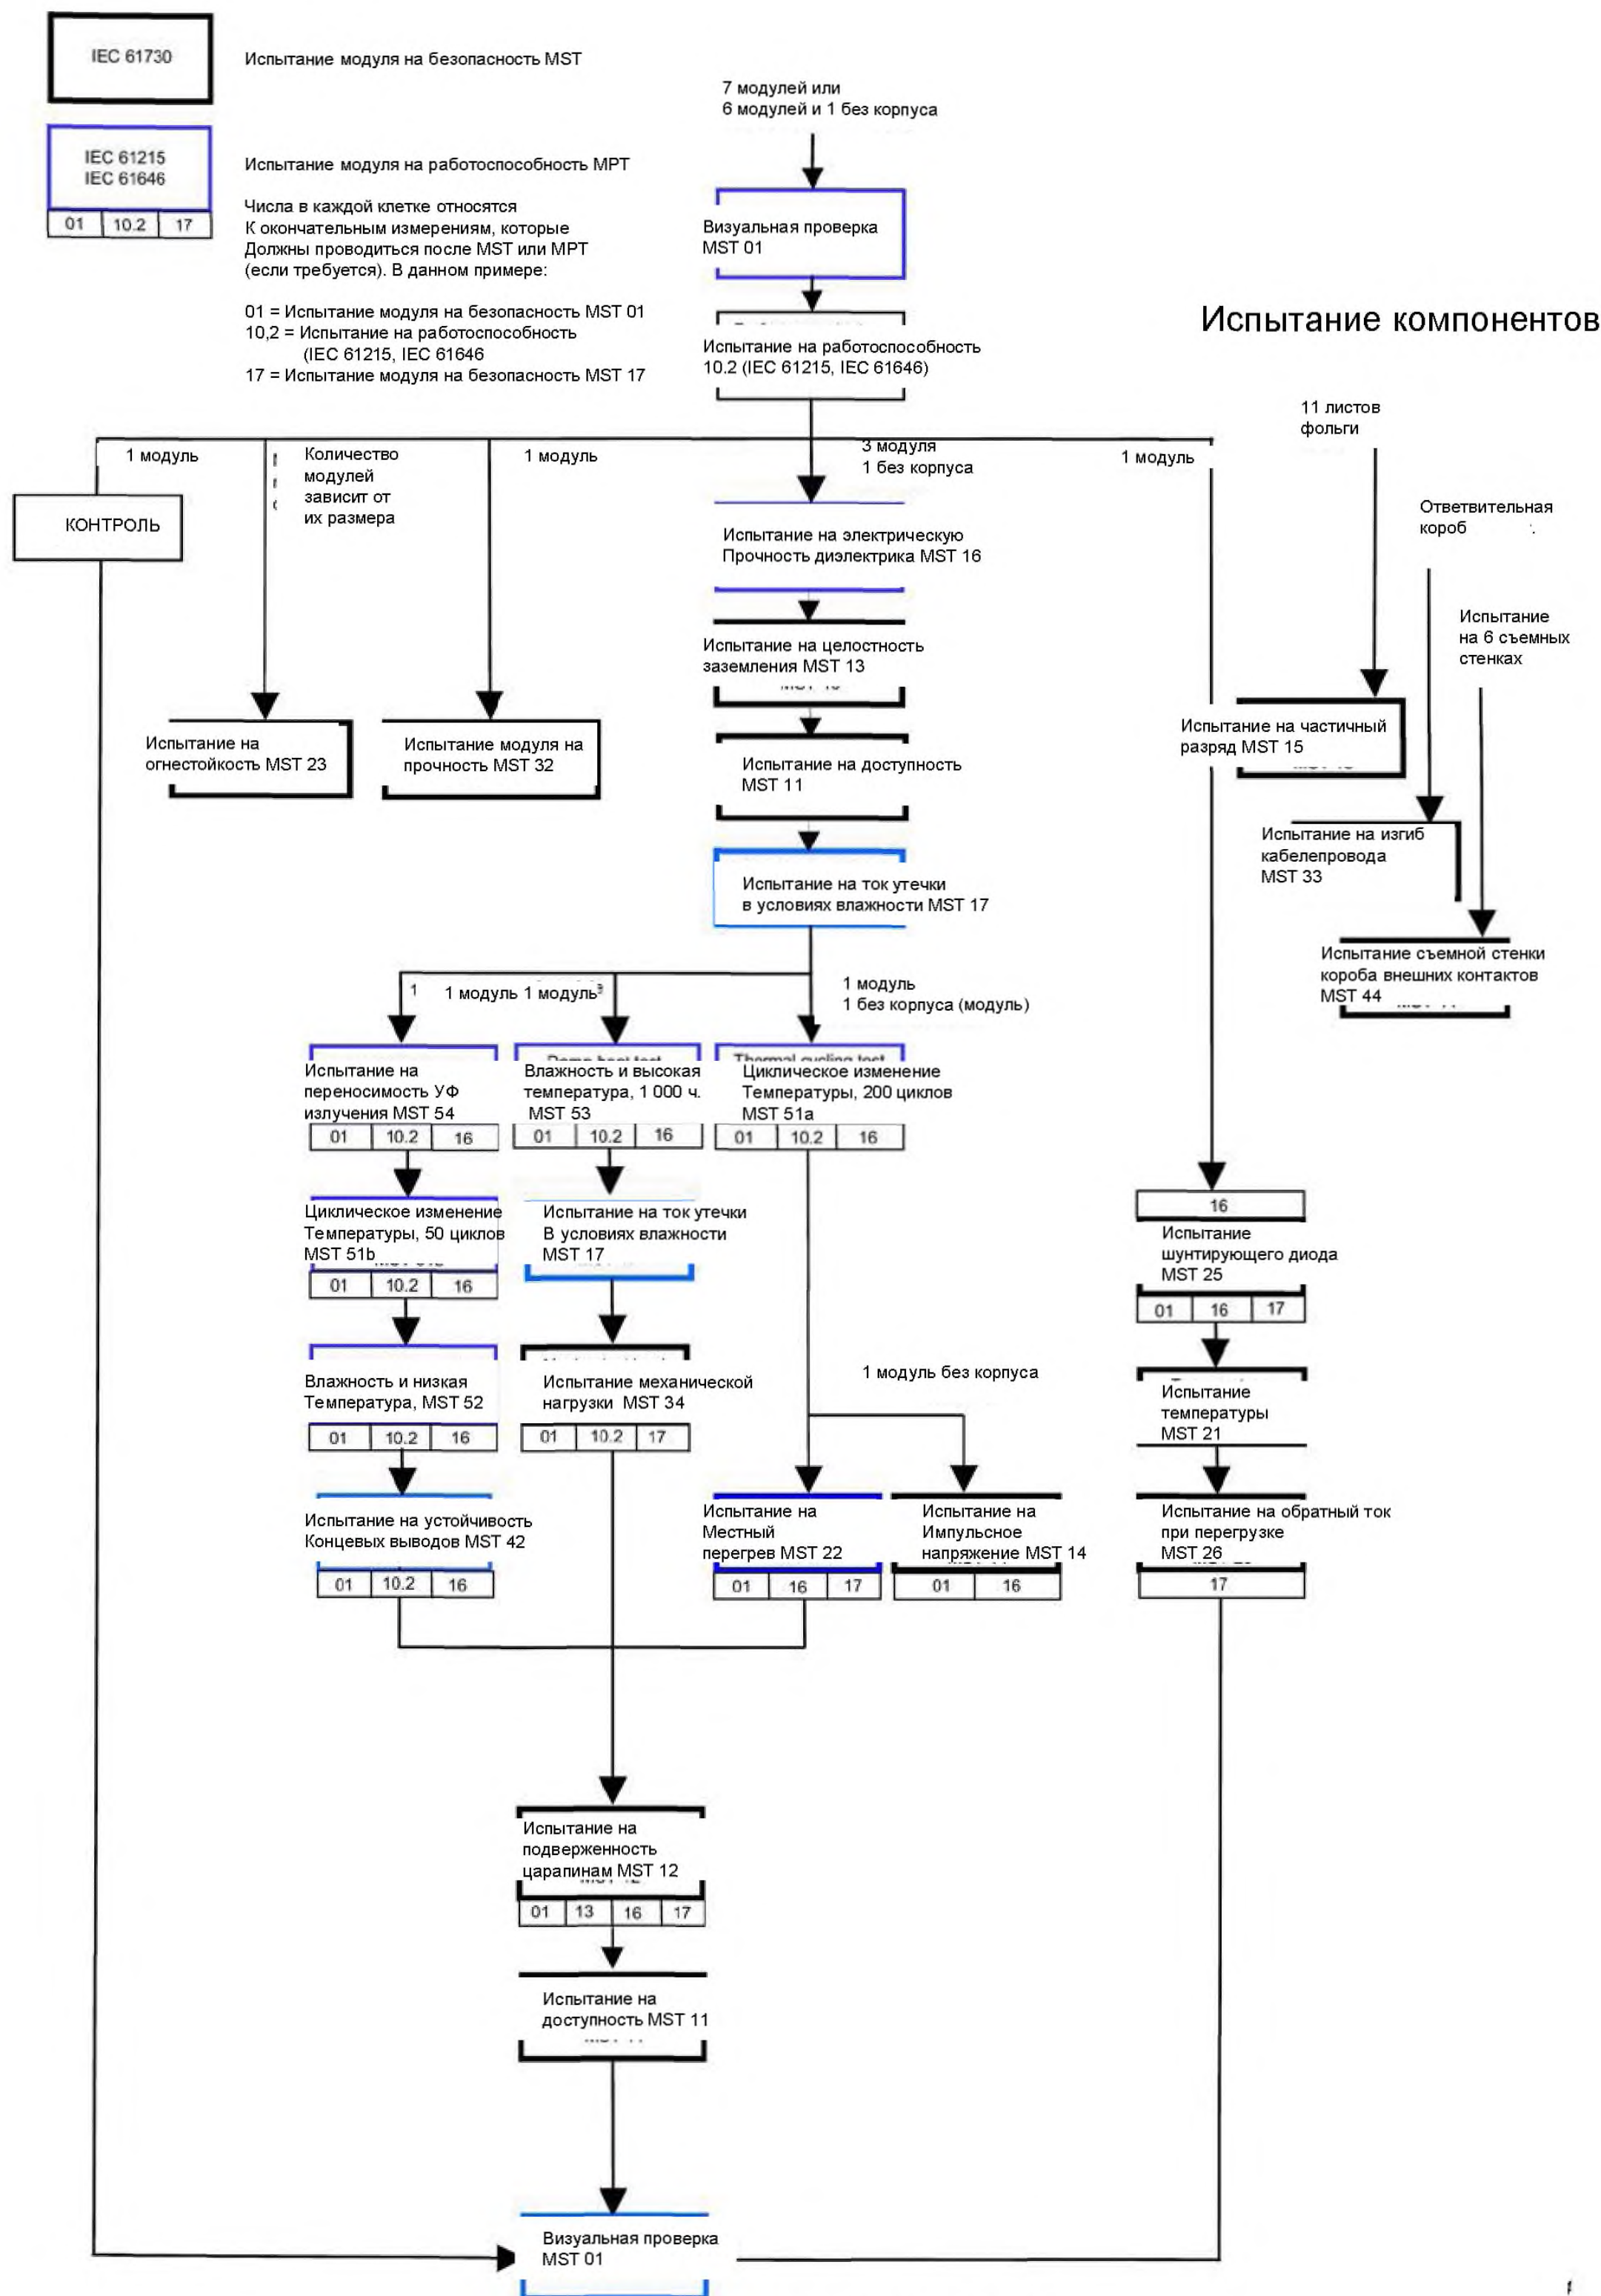 IEC 61730
Испытание модуля на безопасность MST
7 модулей или
6 модулей и 1 без корпуса
IEC 61215
IEC 61646
01 10.2 17
Испытание модуля на работоспособность МРТ
Числа в каждой клетке относятся
К окончательным измерениям, которые
Должны проводиться после MST или МРТ
(если требуется). В данном примере:
01 = Испытание модуля на безопасность MST 01
10,2 = Испытание на работоспособность
(IEC 61215, IEC 61646
17 = Испытание модуля на безопасность MST 17
Визуальная проверка
MST 01
Испытание на работоспособность
10.2 (IEC 61215, IEC 61646)
Испытание компонентов
11 листов
фольги
Ответвительная
короб
Испытание
на 6 съемных
стенках
1 модуль
Количество
модулей
зависит от
их размера
1 модуль
3 модуля
1 без корпуса
1 модуль
КОНТРОЛЬ
Испытание на электрическую
Прочность диэлектрика MST 16
Испытание на целостность
заземления MST 13
Испытание на
огнестойкость MST 23
Испытание модуля на
прочность MST 32
Испытание на доступность
MST 11
Испытание на частичный
разряд MST 15
Испытание на изгиб
кабелепровода
MST 33
Испытание на ток утечки
в условиях влажности MST 17
Испытание съемной стенки
короба внешних контактов
MST 44
1
1 модуль 1 модуль
1 модуль
1 без корпуса (модуль)
Испытание на
переносимость УФ
излучения MST 54
01 10.2 16
Влажность и высокая
температура, 1 000 ч.
MST 53
01 10.2 16
Thermal cycling test
Циклическое изменение
Температуры, 200 циклов
MST 51a
01 10.2 16
Циклическое изменение
Температуры, 50 циклов
MST 51b
01 10.2 16
Испытание на ток утечки
В условиях влажности
MST 17
16
Испытание
шунтирующего диода
MST 25
01 16 17
Влажность и низкая
Температура, MST 52
01 10.2 16
Испытание механической
нагрузки MST 34
01 10.2 17
1 модуль без корпуса
Испытание
температуры
MST 21
Испытание на устойчивость
Концевых выводов MST 42
01 10.2 16
Испытание на
Местный
перегрев MST 22
01 16 17
Испытание на
Импульсное
напряжение MST 14
01 16
Испытание на обратный ток
при перегрузке
MST 26
17
Испытание на
подверженность
царапинам MST 12
01 13 16 17
Испытание на
доступность MST 11
Визуальная проверка
MST 01